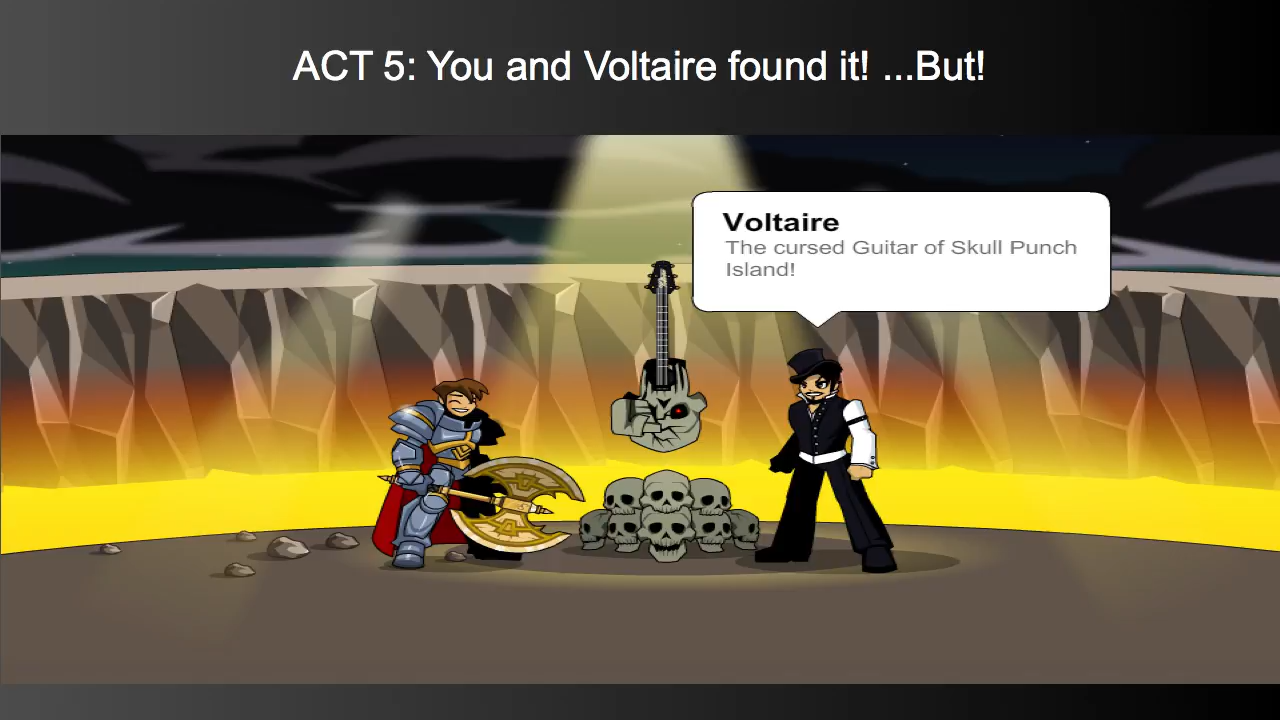 ACT 5: You and Voltaire found it! ...But!
Voltaire
The cursed Guitar of Skull Punch
Island!